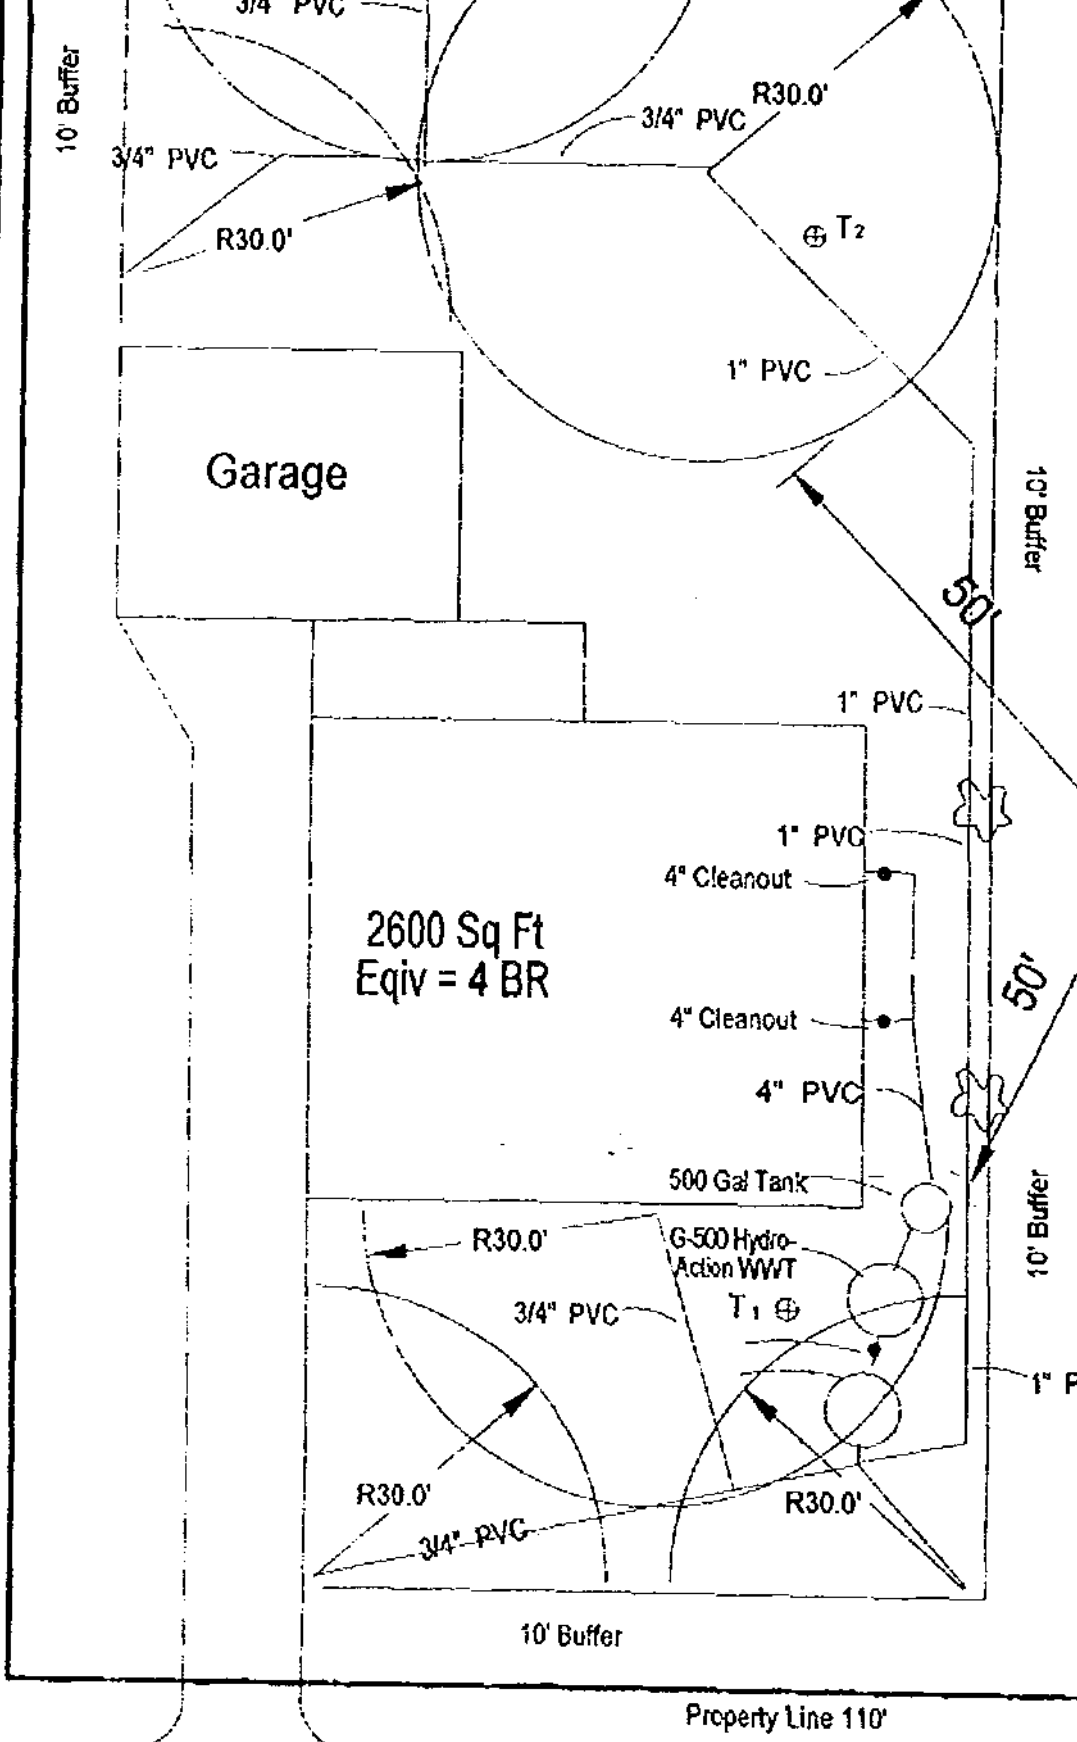 3/4" PVC
10' Buffer
R30.0'
3/4" PVC
3/4" PVC
R30.0'
T2
1" PVC
Garage
10' Buffer
50'
1" PVC
1" PVC
4" Cleanout
2600 Sq Ft
Eqiv = 4 BR
50'
4" Cleanout
4" PVC
500 Gal Tank
10' Buffer
R30.0'
G-500 Hydro-
Action WWT
T1
3/4" PVC
1" P
R30.0'
R30.0'
3/4" PVC
10' Buffer
Property Line 110'